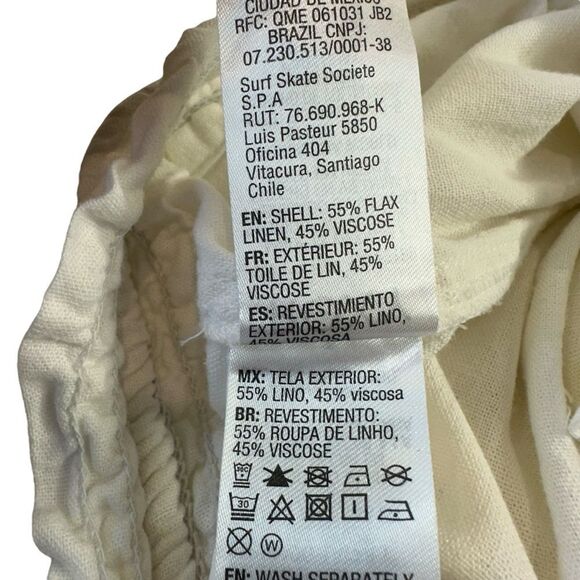 CIUDAD DE MÉXICO
RFC: QME 061031 JB2
BRAZIL CNPJ:
07.230.513/0001-38
Surf Skate Societe
S.P.A
RUT: 76.690.968-K
Luis Pasteur 5850
Oficina 404
Vitacura, Santiago
Chile
EN: SHELL: 55% FLAX
LINEN, 45% VISCOSE
FR: EXTÉRIEUR: 55%
TOILE DE LIN, 45%
VISCOSE
ES: REVESTIMIENTO
EXTERIOR: 55% LINO,
45% VISCOSA
MX: TELA EXTERIOR:
55% LINO, 45% viscosa
BR: REVESTIMENTO:
55% ROUPA DE LINHO,
45% VISCOSE
30
W
EN: WASH SEPARATELY